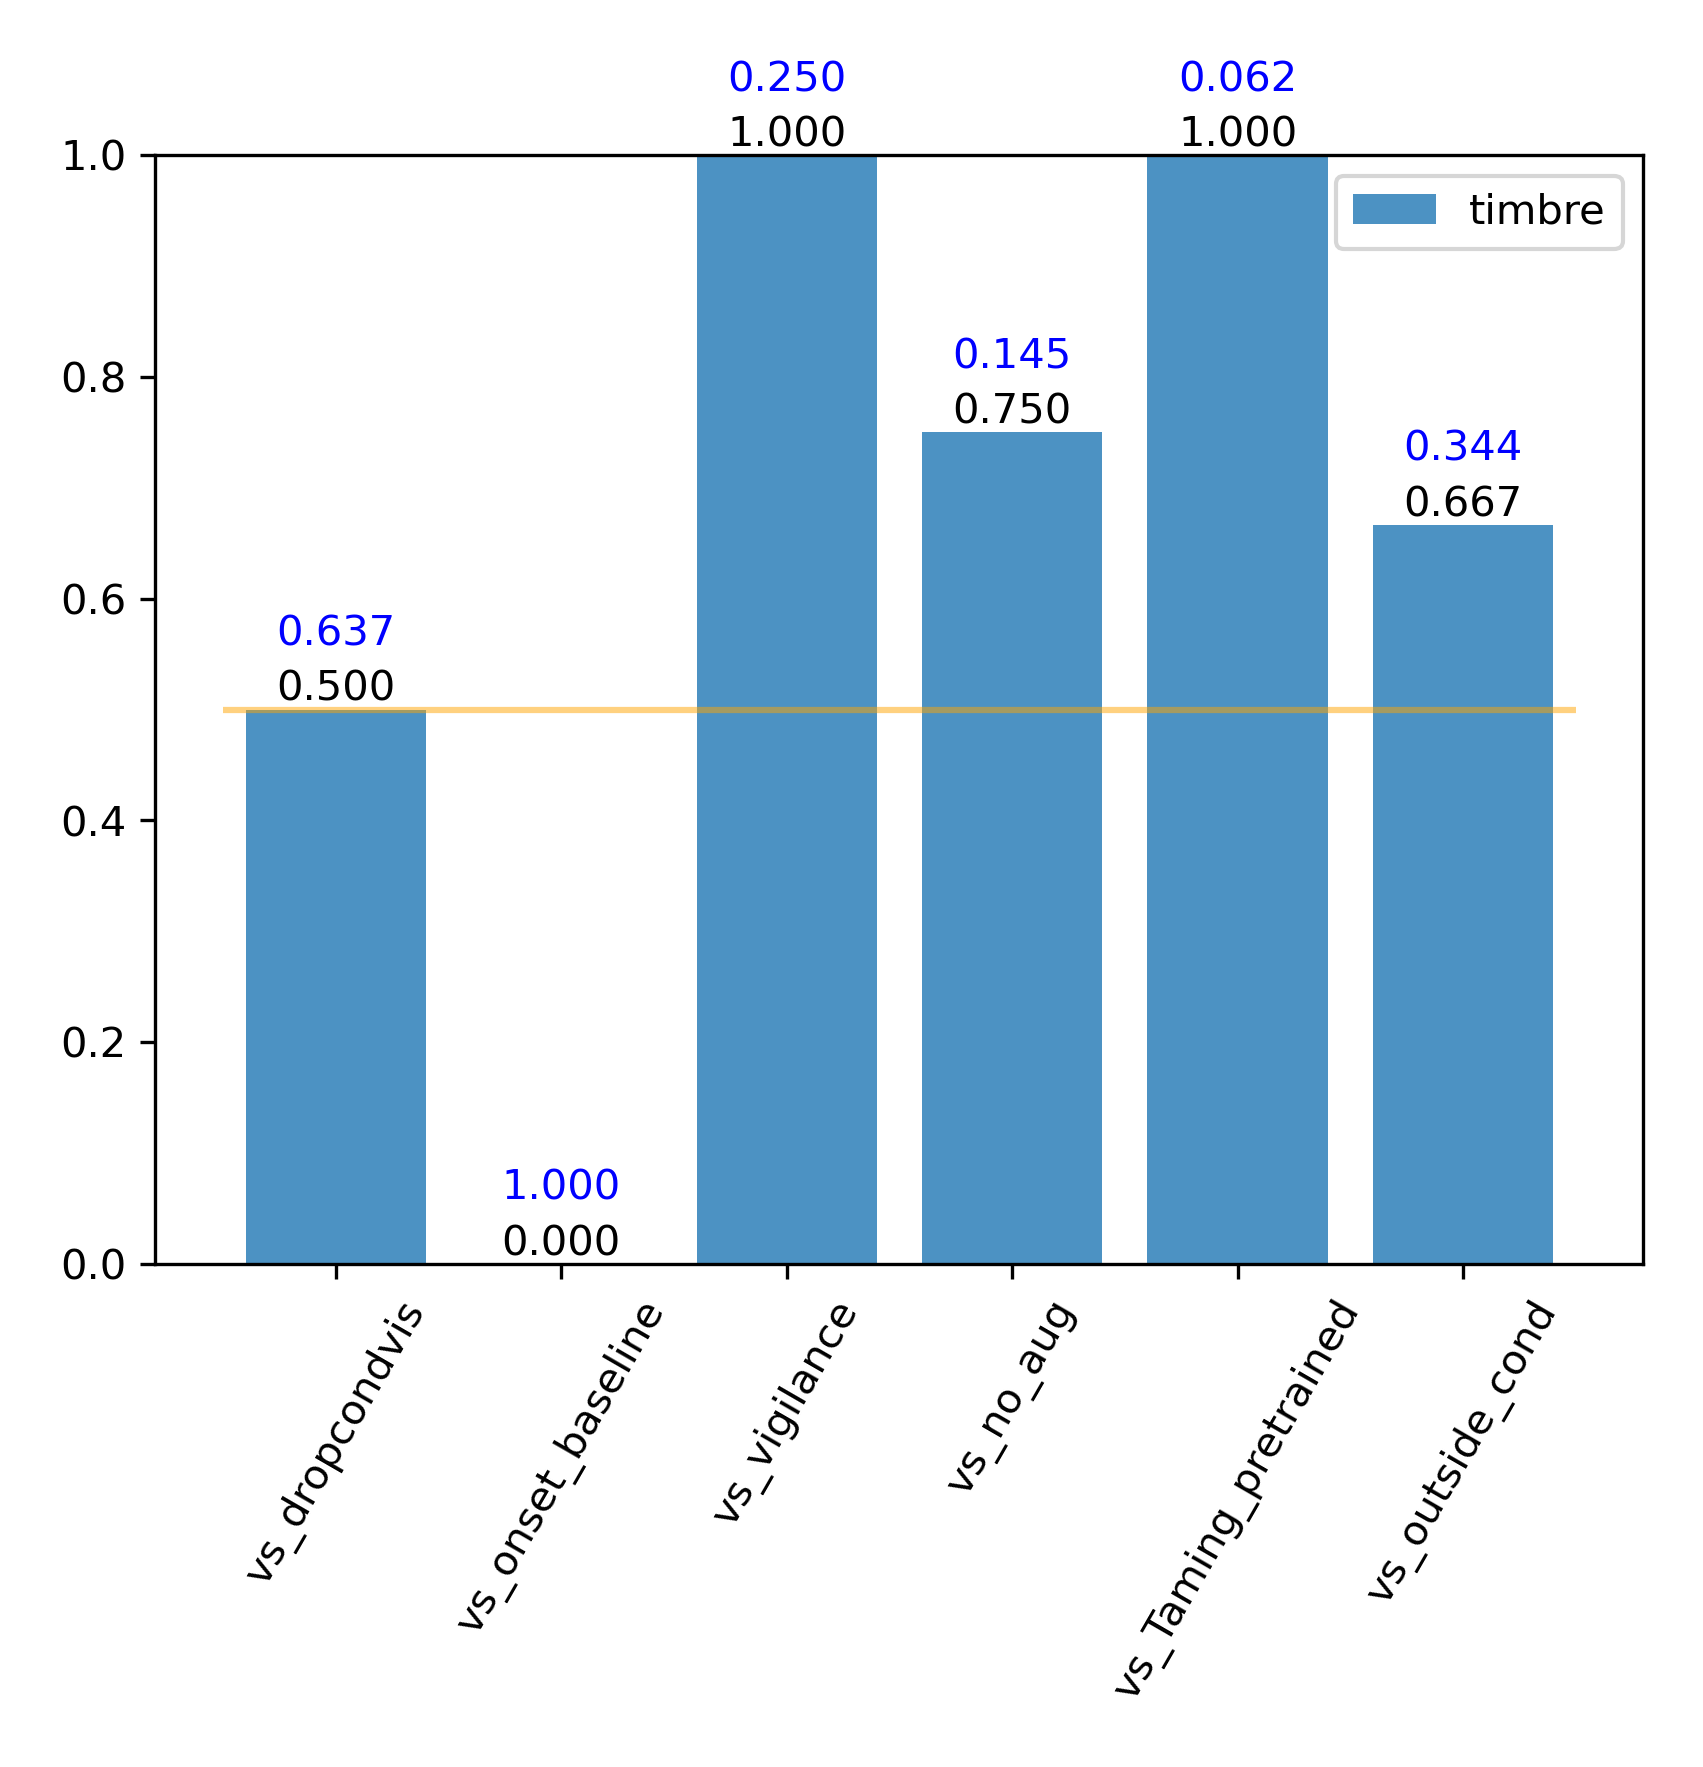 0.250
1.000
0.062
1.000
timbre
0.145
0.750
0.344
0.667
0.637
0.500
1.000
0.000
1.0
0.8
0.6
0.4
0.2
0.0
vs_dropcondvis
vs_onset_baseline
vs_vigilance
vs_no_aug
vs_Taming_pretrained
vs_outside_cond